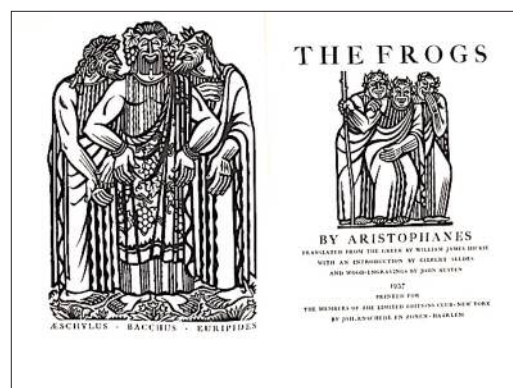 ÆSCHYLUS · BACCHUS · EURIPIDES
THE FROGS
BY ARISTOPHANES
TRANSLATED FROM THE GREEK BY WILLIAM JAMES HICKIE
WITH AN INTRODUCTION BY GILBERT SELDES
AND WOOD-ENGRAVINGS BY JOHN AUSTEN
1937
PRINTED FOR
THE MEMBERS OF THE LIMITED EDITIONS CLUB · NEW YORK
BY JOH. ENSCHEDÉ EN ZONEN · HAARLEM